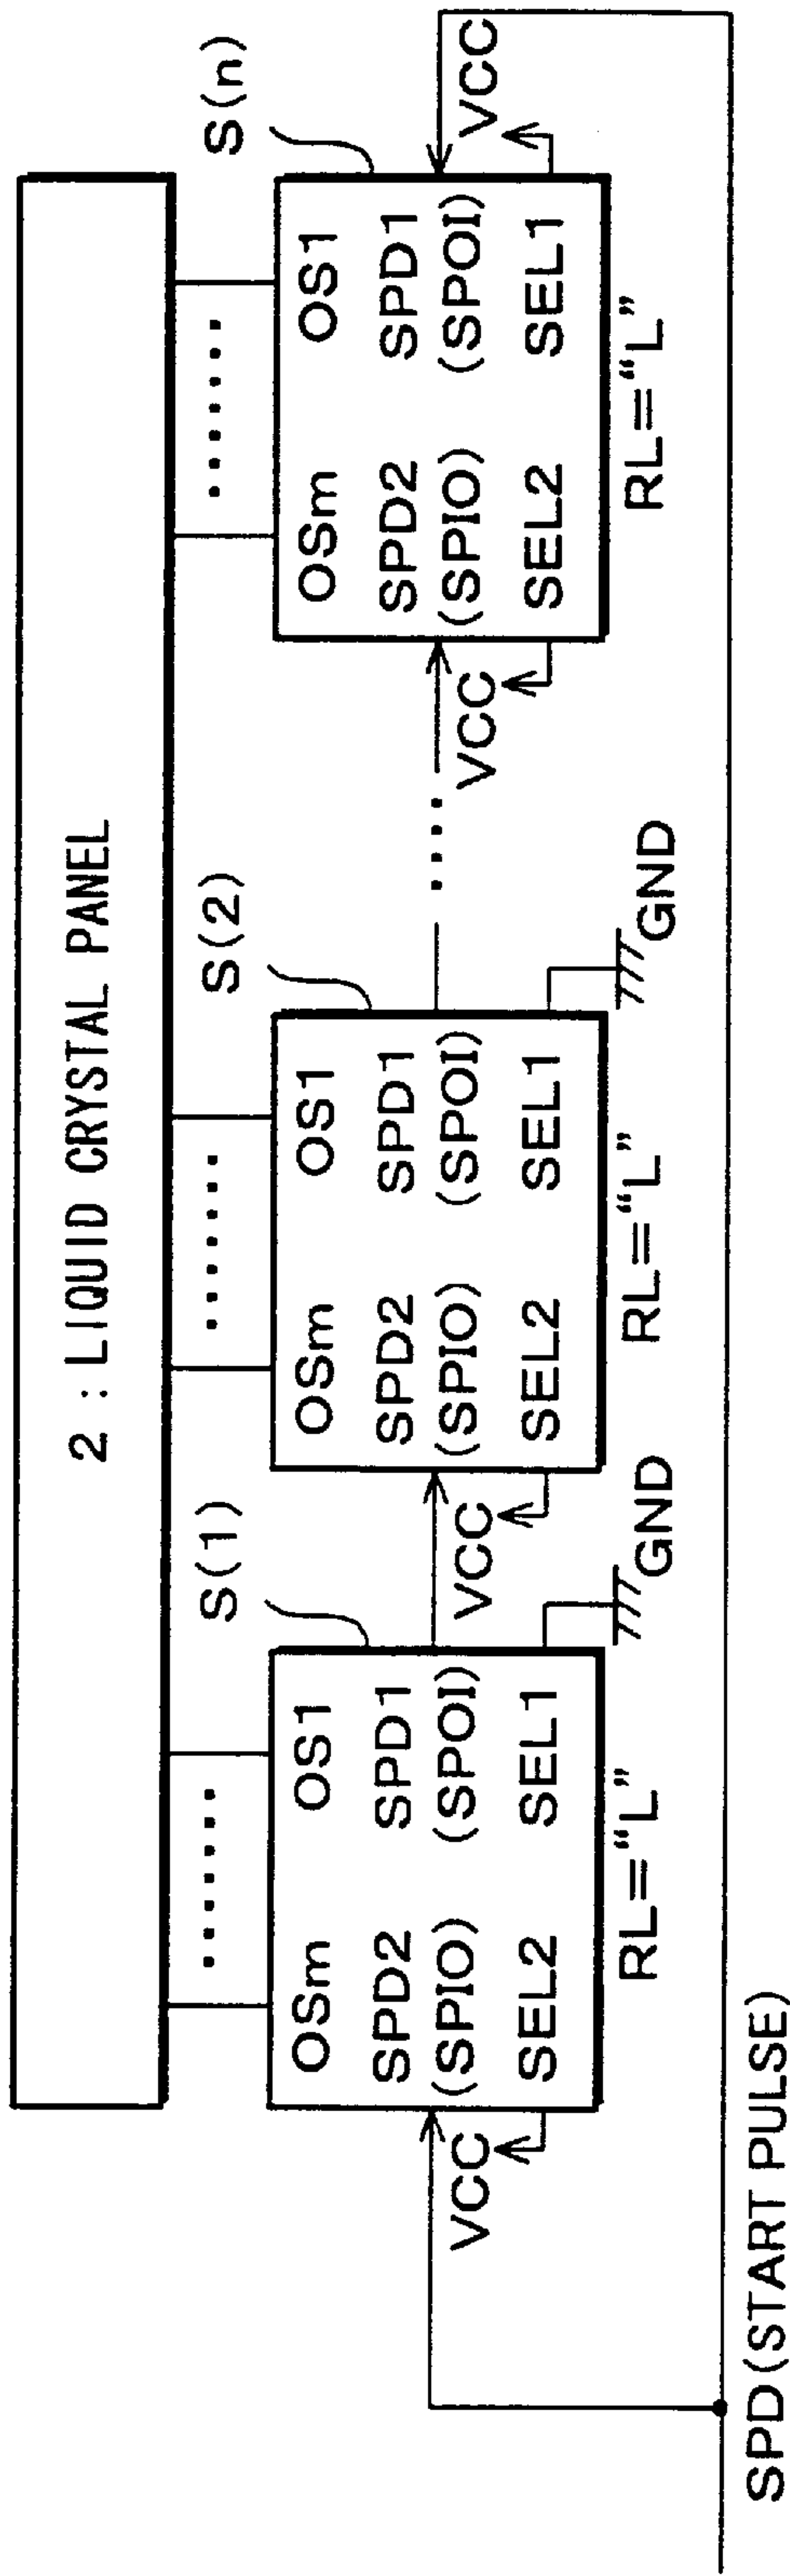 2 : LIQUID CRYSTAL PANEL
S(1)
S(2)
S(n)
OSm OS1
SPD2 SPD1
(SPIO) (SPOI)
SEL2 SEL1
VCC
RL="L"
GND
OSm OS1
SPD2 SPD1
(SPIO) (SPOI)
SEL2 SEL1
VCC
RL="L"
GND
OSm OS1
SPD2 SPD1
(SPIO) (SPOI)
SEL2 SEL1
VCC
VCC
RL="L"
SPD(START PULSE)